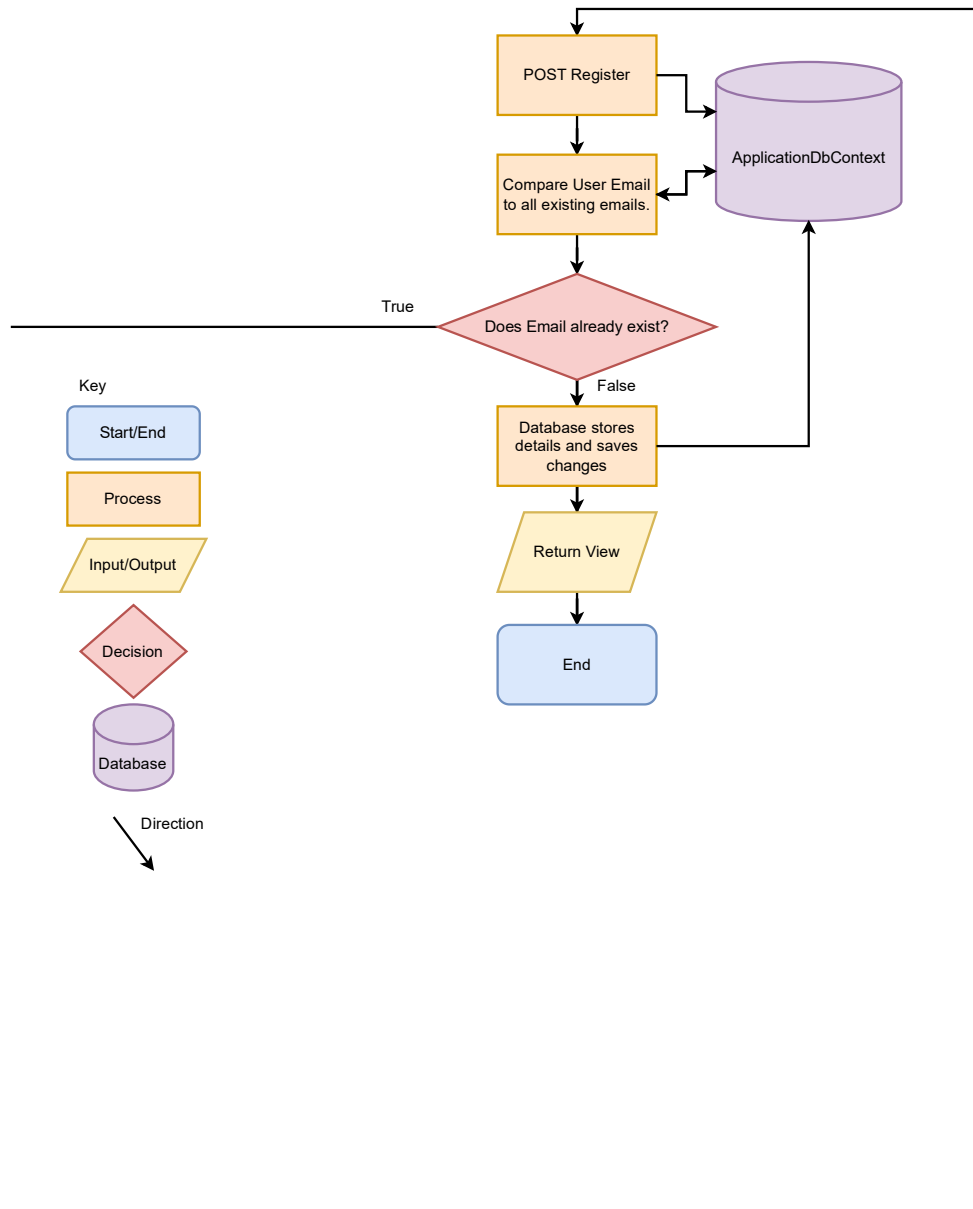 POST Register
ApplicationDbContext
Compare User Email
to all existing emails.
True
Does Email already exist?
False
Database stores
details and saves
changes
Return View
End
Key
Start/End
Process
Input/Output
Decision
Database
Direction